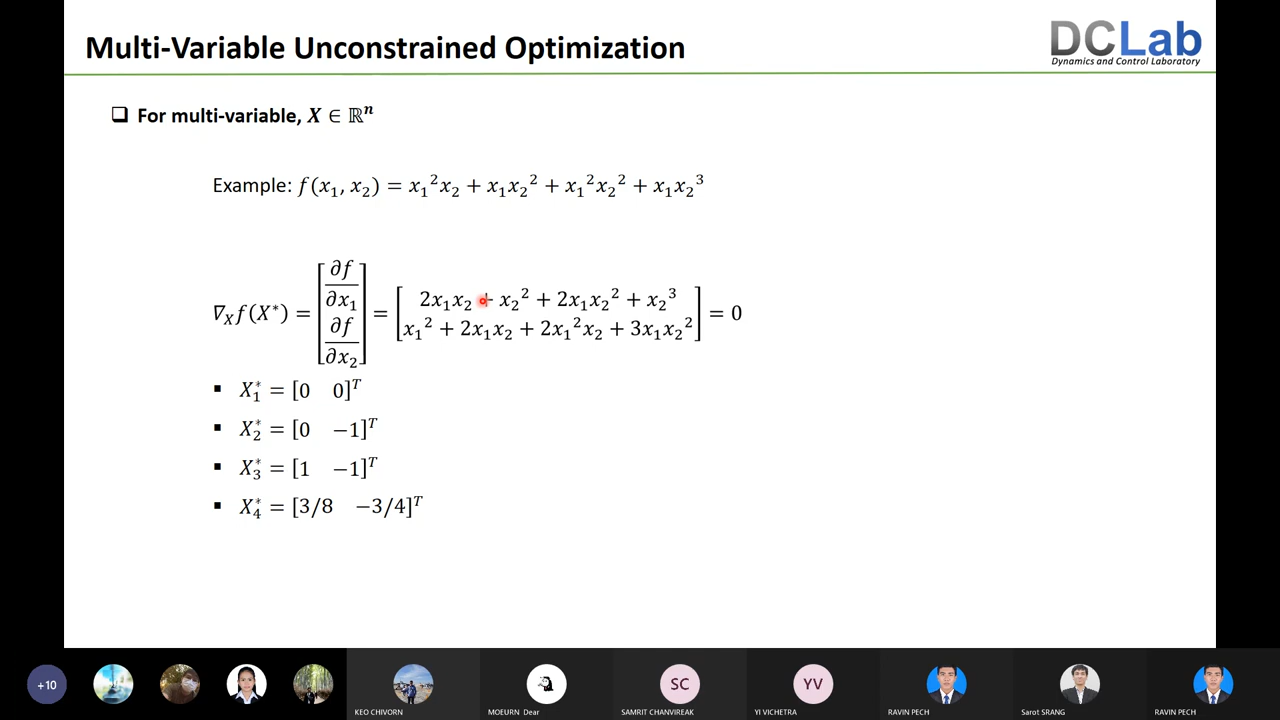 Multi-Variable Unconstrained Optimization
DCLab
Dynamics and Control Laboratory
❑ For multi-variable, X ∈ ℝⁿ
Example: f(x₁, x₂) = x₁²x₂ + x₁x₂² + x₁²x₂² + x₁x₂³
∇_X f(X*) = [∂f/∂x₁ ; ∂f/∂x₂] = [2x₁x₂ + x₂² + 2x₁x₂² + x₂³ ; x₁² + 2x₁x₂ + 2x₁²x₂ + 3x₁x₂²] = 0
▪ X₁* = [0 0]ᵀ
▪ X₂* = [0 −1]ᵀ
▪ X₃* = [1 −1]ᵀ
▪ X₄* = [3/8 −3/4]ᵀ
+10
SC
YV
KEO CHIVORN
MOEURN Dear
SAMRIT CHANVIREAK
YI VICHETRA
RAVIN PECH
Sarot SRANG
RAVIN PECH